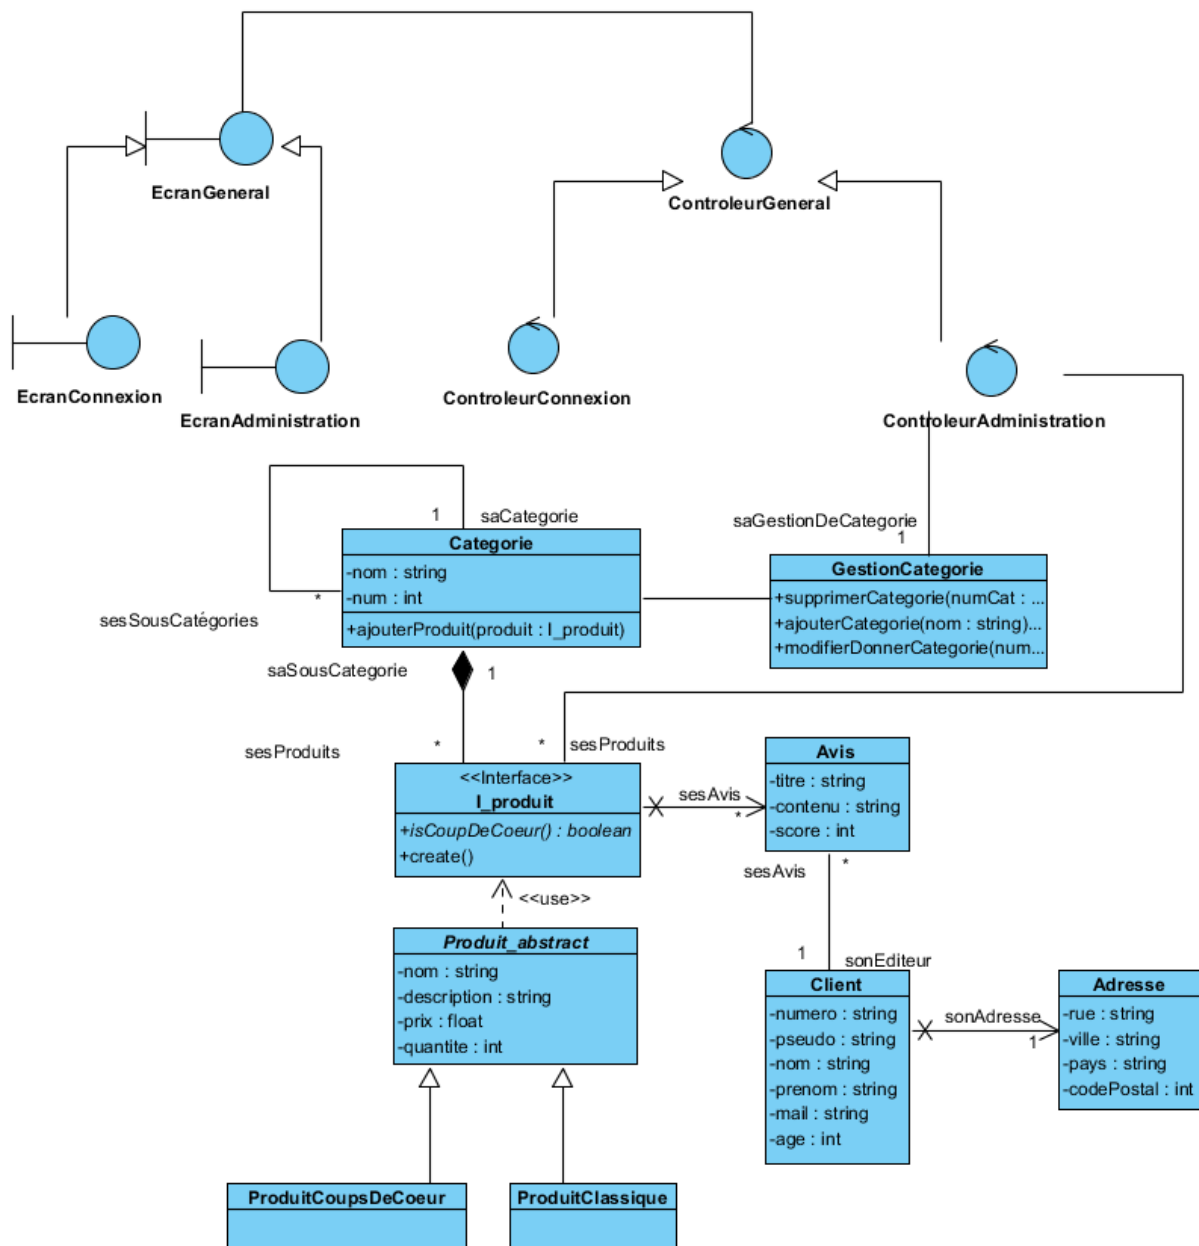 EcranGeneral
ControleurGeneral
EcranConnexion
EcranAdministration
ControleurConnexion
ControleurAdministration
1
saCategorie
saGestionDeCategorie
1
Categorie
-nom : string
-num : int
+ajouterProduit(produit : I_produit)
*
sesSousCatégories
GestionCategorie
+supprimerCategorie(numCat : ...
+ajouterCategorie(nom : string)...
+modifierDonnerCategorie(num...
saSousCategorie
1
sesProduits
*
*
sesProduits
<<Interface>>
I_produit
+isCoupDeCoeur() : boolean
+create()
sesAvis
*
Avis
-titre : string
-contenu : string
-score : int
sesAvis
*
<<use>>
Produit_abstract
-nom : string
-description : string
-prix : float
-quantite : int
1
sonEditeur
Client
-numero : string
-pseudo : string
-nom : string
-prenom : string
-mail : string
-age : int
sonAdresse
1
Adresse
-rue : string
-ville : string
-pays : string
-codePostal : int
ProduitCoupsDeCoeur
ProduitClassique